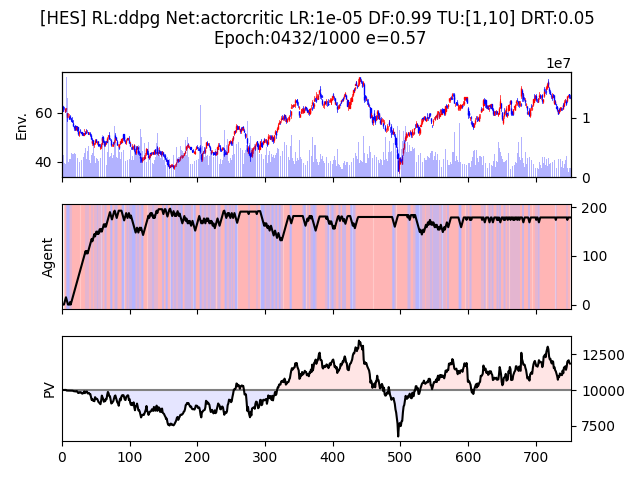 [HES] RL:ddpg Net:actorcritic LR:1e-05 DF:0.99 TU:[1,10] DRT:0.05
Epoch:0432/1000 e=0.57
1e7
Env.
60
40
1
0
Agent
200
100
0
PV
12500
10000
7500
0 100 200 300 400 500 600 700